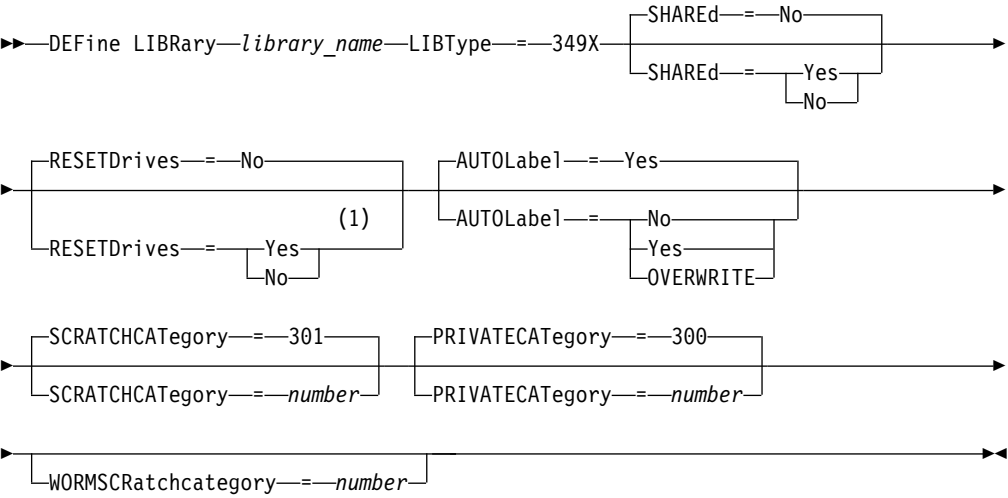 SHAREd = No
DEFine LIBRary library_name LIBType = 349X
SHAREd = Yes
No
RESETDrives = No
AUTOLabel = Yes
(1)
RESETDrives = Yes
No
AUTOLabel = No
Yes
OVERWRITE
SCRATCHCATegory = 301
PRIVATECATegory = 300
SCRATCHCATegory = number
PRIVATECATegory = number
WORMSCRatchcategory = number